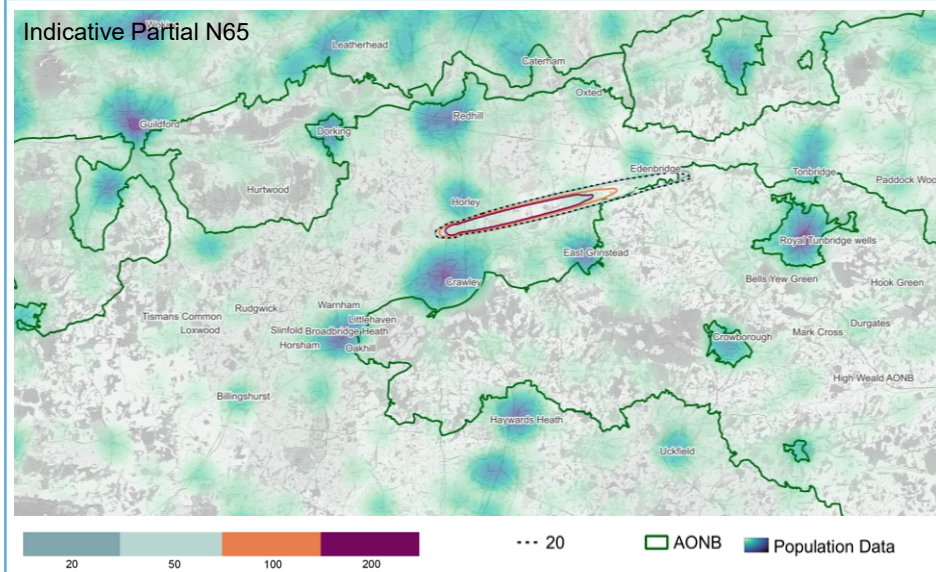 Indicative Partial N65
Leatherhead
Caterham
Oxted
Guildford
Redhill
Dorking
Edenbridge
Tonbridge
Paddock Woo
Hurtwood
Horley
Royal Tunbridge wells
East Grinstead
Crawley
Bells Yew Green
Hook Green
Warnham
Rudgwick
Tismans Common
Littlehaven
Loxwood
Slinfold
Broadbridge Heath
Durgates
Mark Cross
Crowborough
Horsham
Oakhill
High Weald AONB
Billingshurst
Haywards Heath
Uckfield
20
AONB
Population Data
20
50
100
200